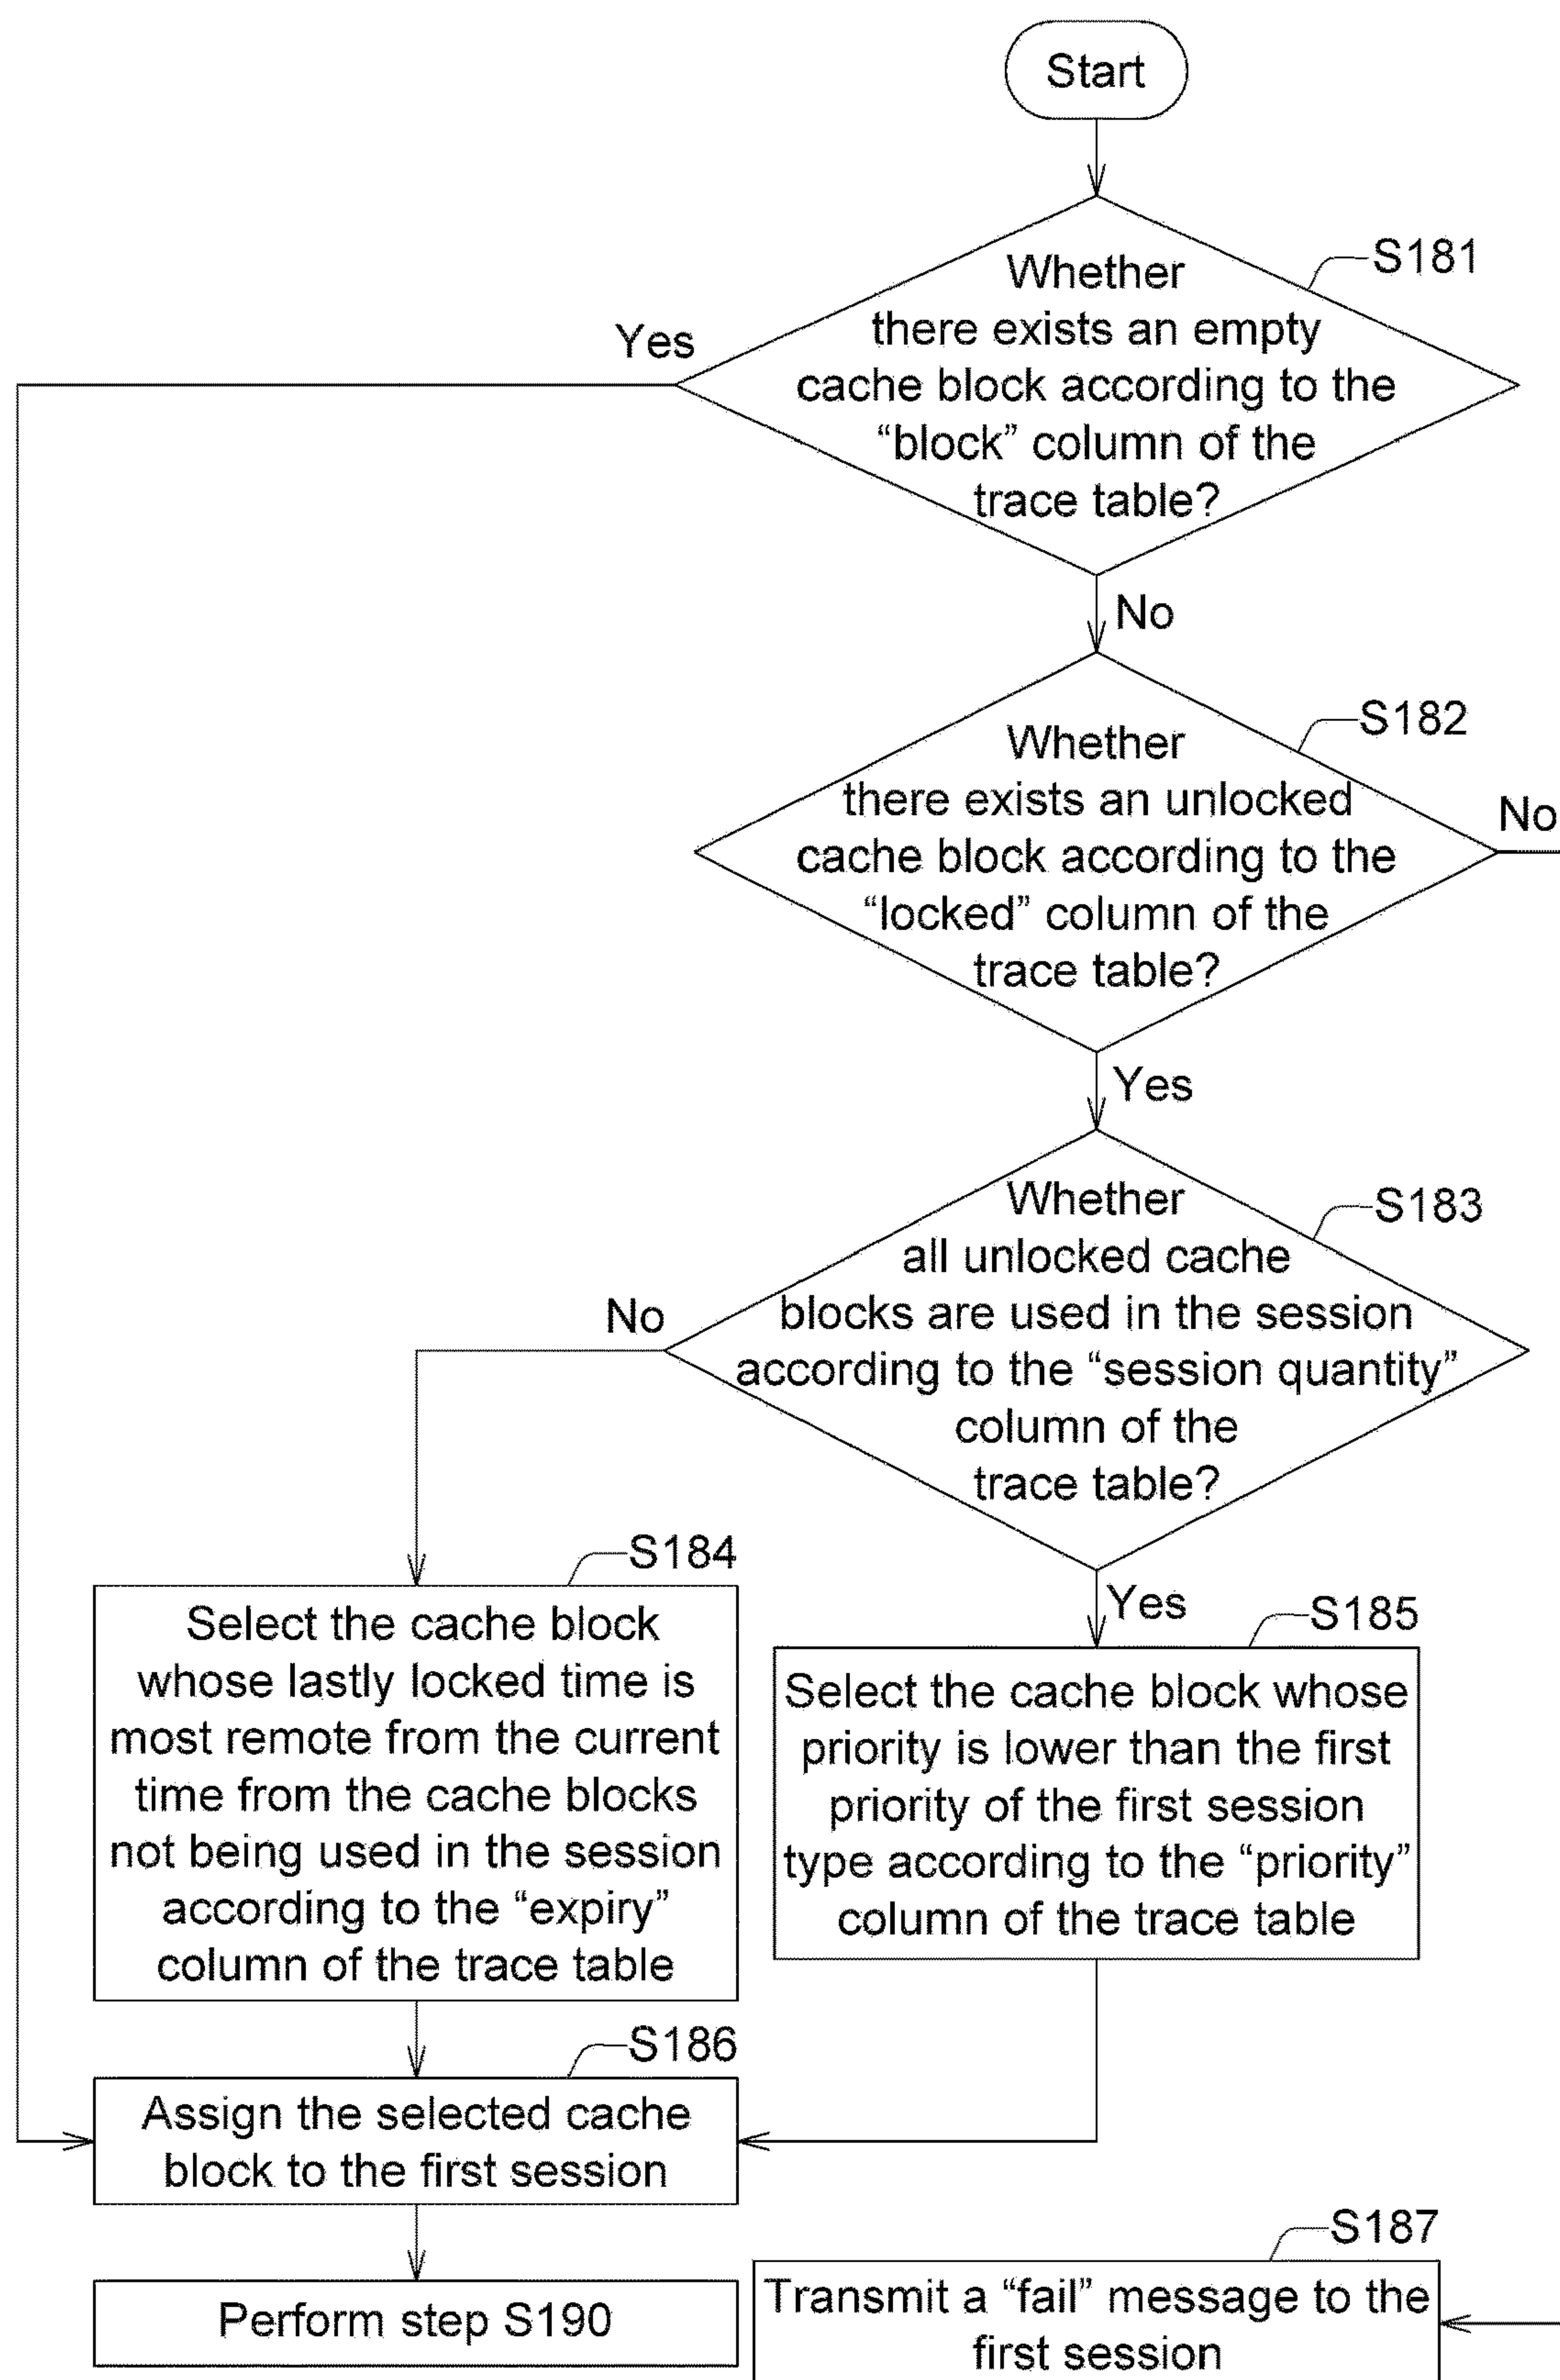 Start
S181
Whether
there exists an empty
cache block according to the
“block” column of the
trace table?
Yes
No
S182
Whether
there exists an unlocked
cache block according to the
“locked” column of the
trace table?
No
Yes
S183
Whether
all unlocked cache
blocks are used in the session
according to the “session quantity”
column of the
trace table?
No
Yes
S184
Select the cache block
whose lastly locked time is
most remote from the current
time from the cache blocks
not being used in the session
according to the “expiry”
column of the trace table
S185
Select the cache block whose
priority is lower than the first
priority of the first session
type according to the “priority”
column of the trace table
S186
Assign the selected cache
block to the first session
Perform step S190
S187
Transmit a “fail” message to the
first session